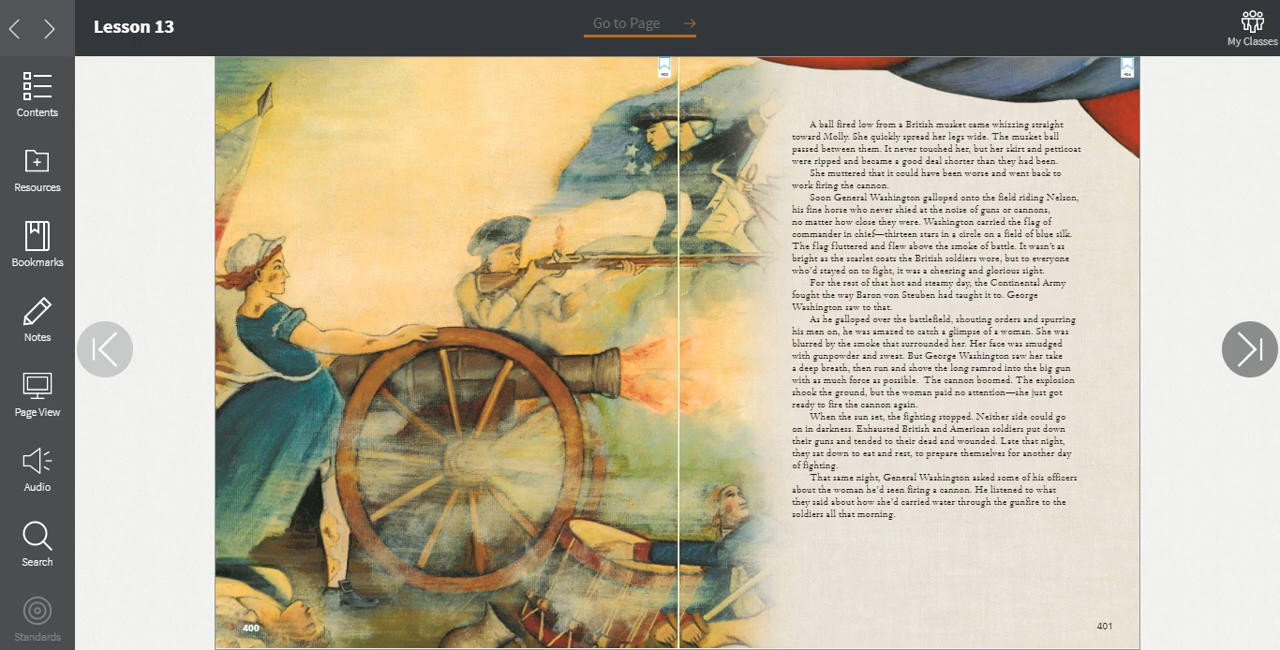 Lesson 13
Go to Page
My Classes
Contents
Resources
Bookmarks
Notes
Page View
Audio
Search
Standards
400
401
A ball fired low from a British musket came whizzing straight
toward Molly. She quickly spread her legs wide. The musket ball
passed between them. It never touched her, but her skirt and petticoat
were ripped and became a good deal shorter than they had been.
She muttered that it could have been worse and went back to
work firing the cannon.
Soon General Washington galloped onto the field riding Nelson,
his fine horse who never shied at the noise of guns or cannons,
no matter how close they were. Washington carried the flag of
commander in chief—thirteen stars in a circle on a field of blue silk.
The flag fluttered and flew above the smoke of battle. It wasn't as
bright as the scarlet coats the British soldiers wore, but to everyone
who'd stayed on to fight, it was a cheering and glorious sight.
For the rest of that hot and steamy day, the Continental Army
fought the way Baron von Steuben had taught it to. George
Washington saw to that.
As he galloped over the battlefield, shouting orders and spurring
his men on, he was amazed to catch a glimpse of a woman. She was
blurred by the smoke that surrounded her. Her face was smudged
with gunpowder and sweat. But George Washington saw her take
a deep breath, then run and shove the long ramrod into the big gun
with as much force as possible. The cannon boomed. The explosion
shook the ground, but the woman paid no attention—she just got
ready to fire the cannon again.
When the sun set, the fighting stopped. Neither side could go
on in darkness. Exhausted British and American soldiers put down
their guns and tended to their dead and wounded. Late that night,
they sat down to eat and rest, to prepare themselves for another day
of fighting.
That same night, General Washington asked some of his officers
about the woman he'd seen firing a cannon. He listened to what
they said about how she'd carried water through the gunfire to the
soldiers all that morning.
400
401